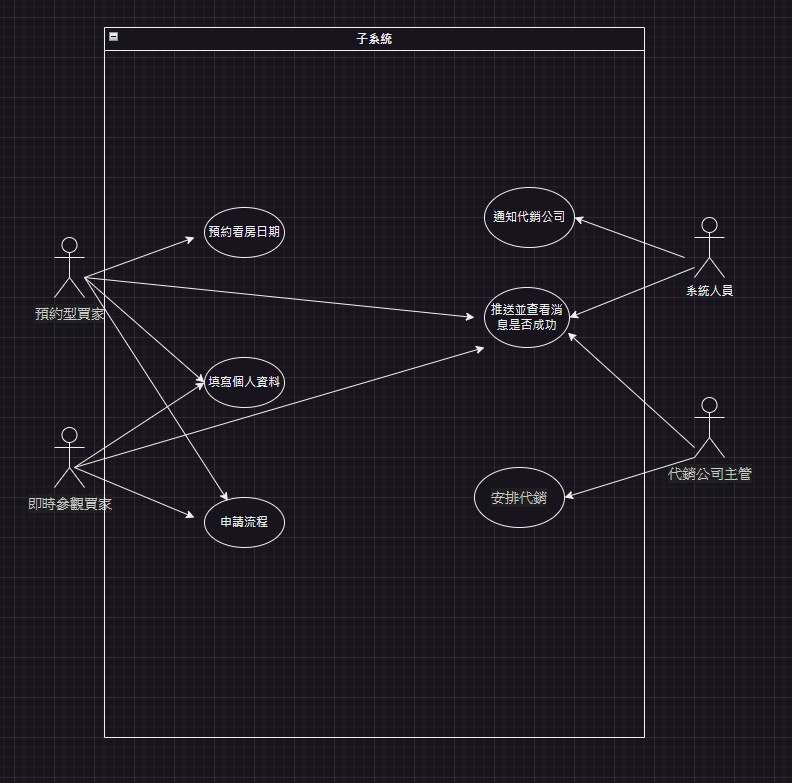 子系統
預約看房日期
通知代銷公司
預約型買家
系統人員
推送並查看消
息是否成功
填寫個人資料
即時參觀買家
代銷公司主管
安排代銷
申請流程